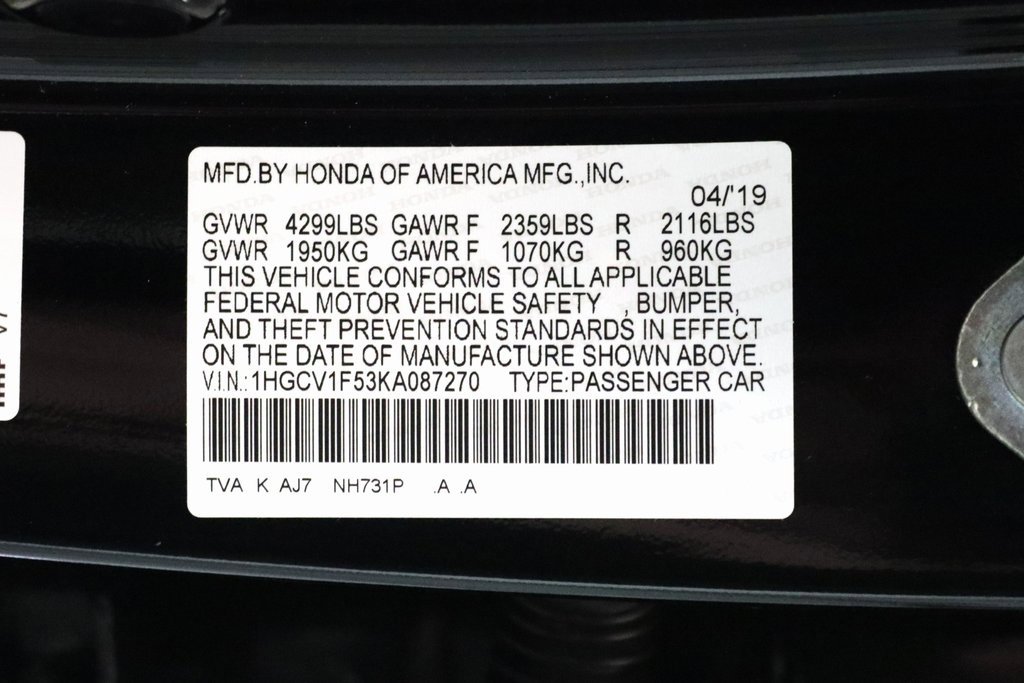 MFD.BY HONDA OF AMERICA MFG.,INC.
04/'19
GVWR 4299LBS GAWR F 2359LBS R 2116LBS
GVWR 1950KG GAWR F 1070KG R 960KG
THIS VEHICLE CONFORMS TO ALL APPLICABLE
FEDERAL MOTOR VEHICLE SAFETY , BUMPER,
AND THEFT PREVENTION STANDARDS IN EFFECT
ON THE DATE OF MANUFACTURE SHOWN ABOVE.
V.I.N.:1HGCV1F53KA087270 TYPE:PASSENGER CAR
TVA K AJ7 NH731P .A .A